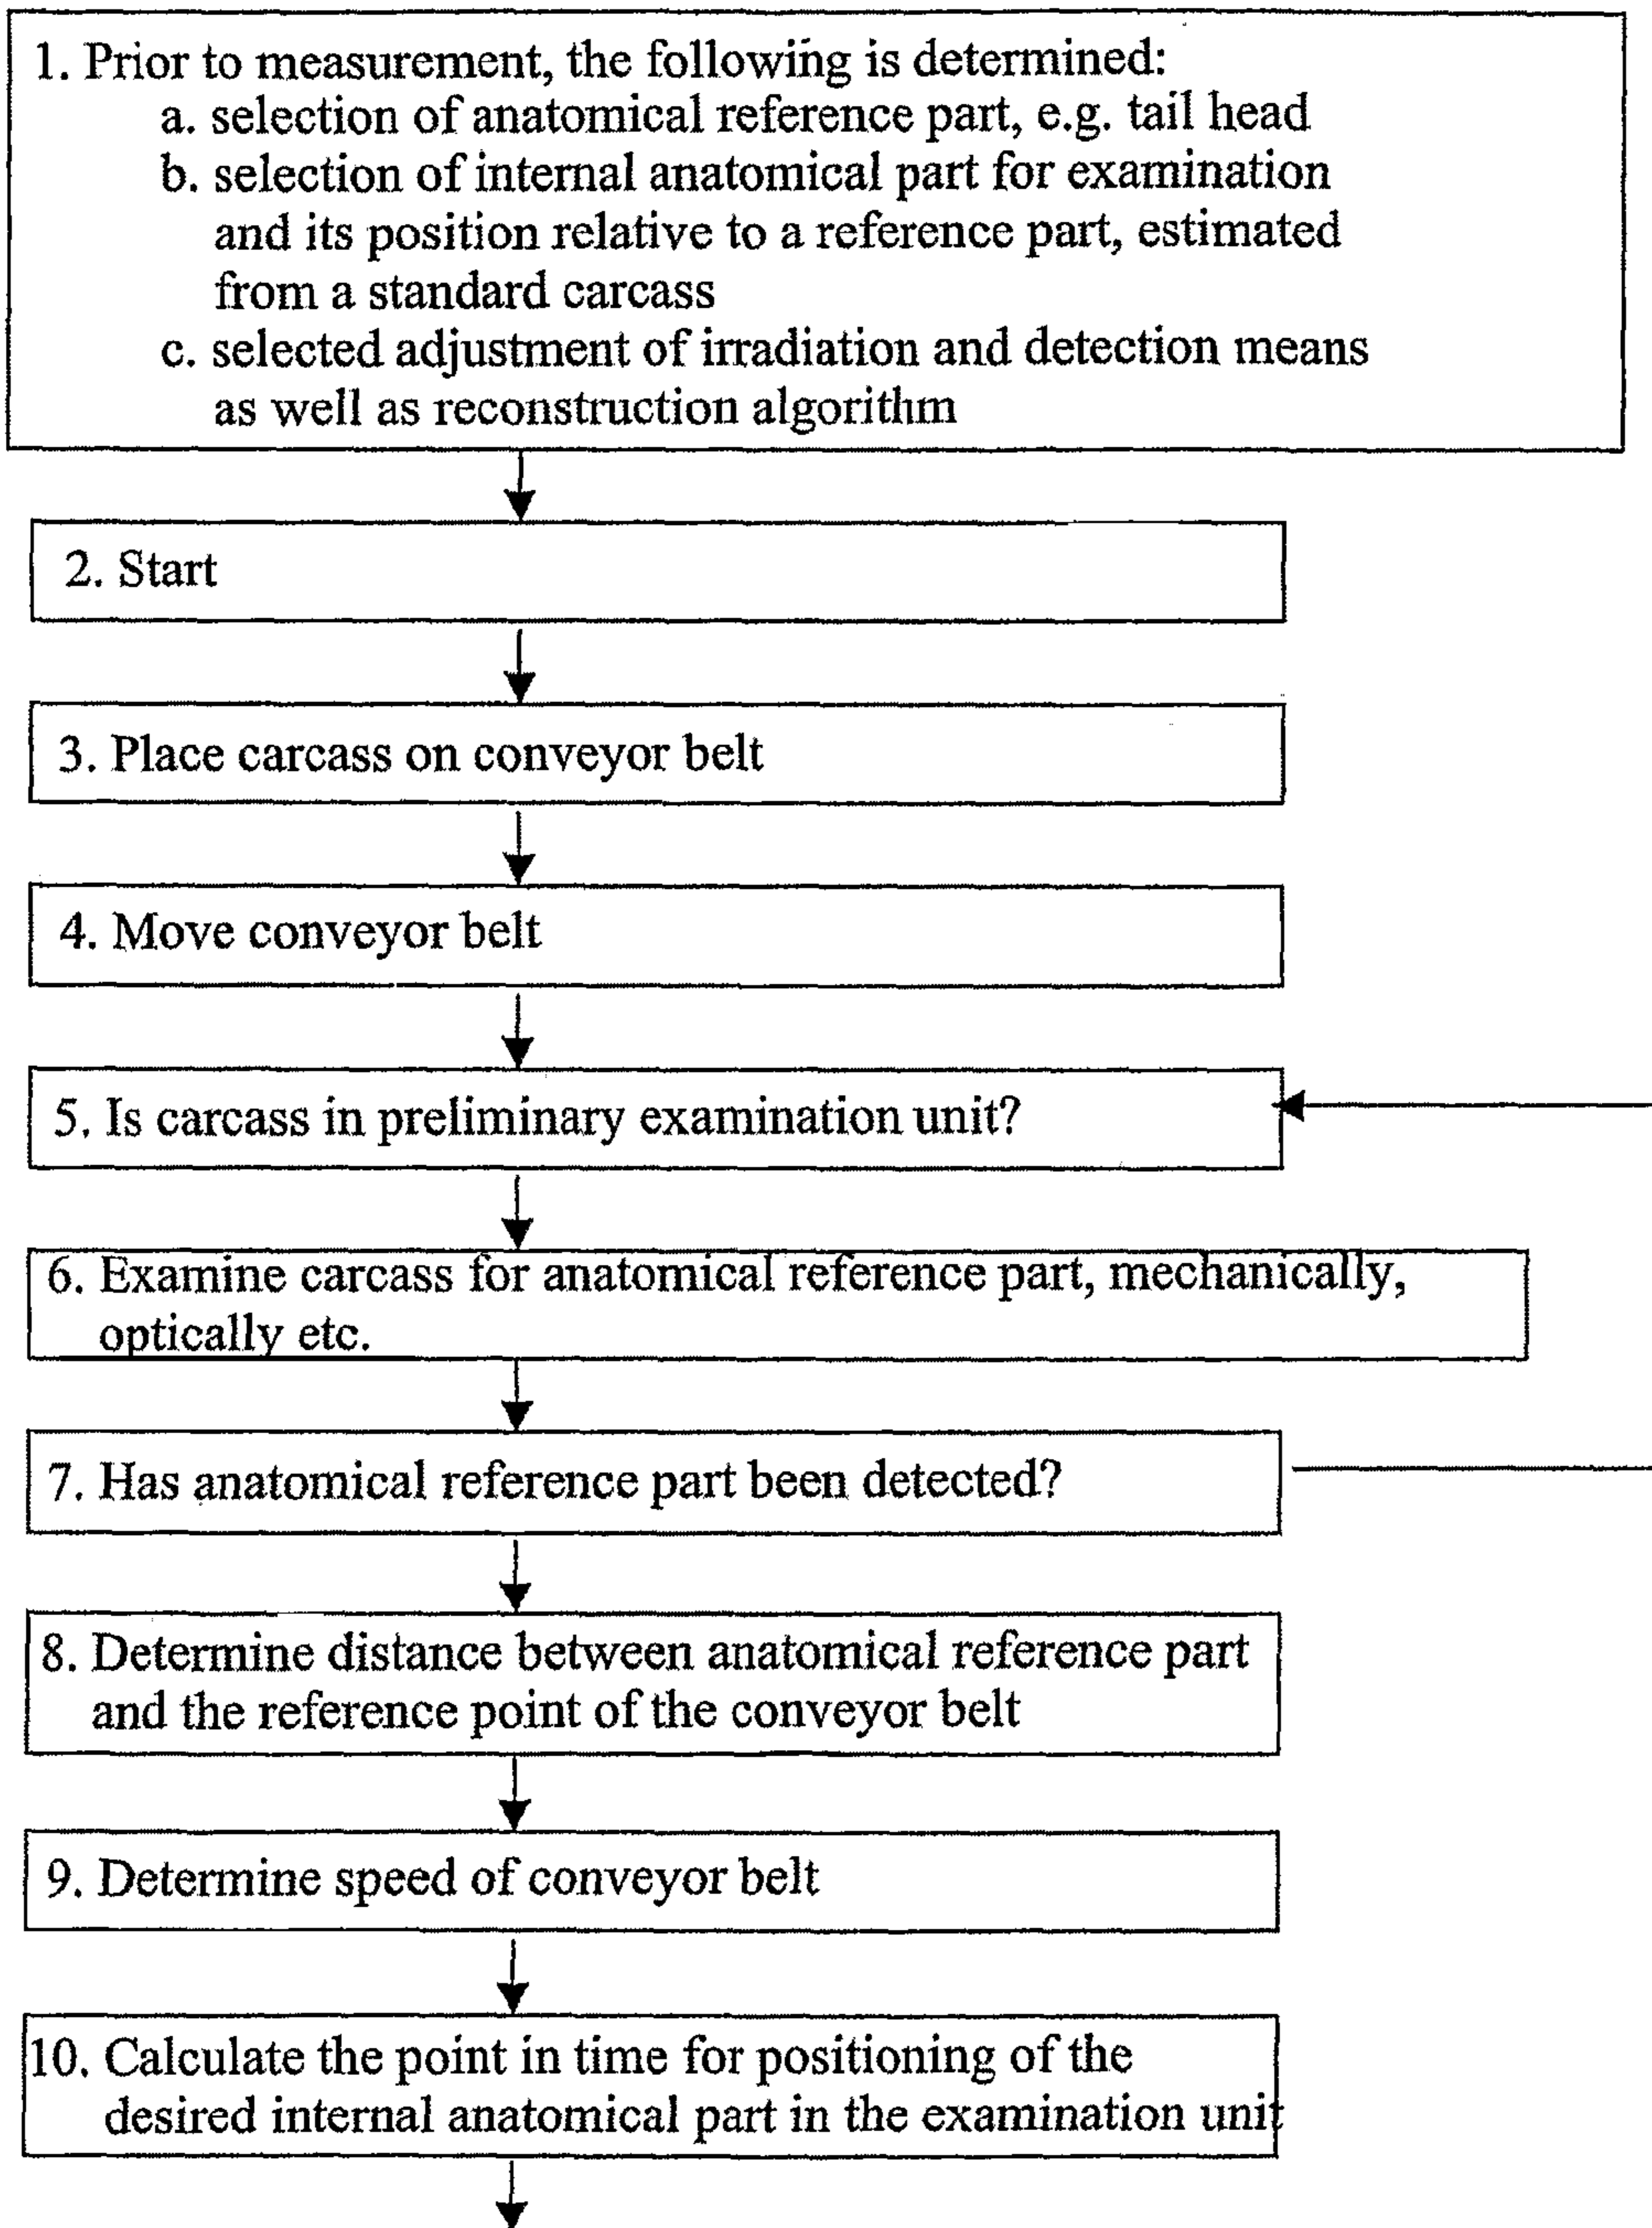 1. Prior to measurement, the following is determined:
a. selection of anatomical reference part, e.g. tail head
b. selection of internal anatomical part for examination
and its position relative to a reference part, estimated
from a standard carcass
c. selected adjustment of irradiation and detection means
as well as reconstruction algorithm
2. Start
3. Place carcass on conveyor belt
4. Move conveyor belt
5. Is carcass in preliminary examination unit?
6. Examine carcass for anatomical reference part, mechanically,
optically etc.
7. Has anatomical reference part been detected?
8. Determine distance between anatomical reference part
and the reference point of the conveyor belt
9. Determine speed of conveyor belt
10. Calculate the point in time for positioning of the
desired internal anatomical part in the examination unit